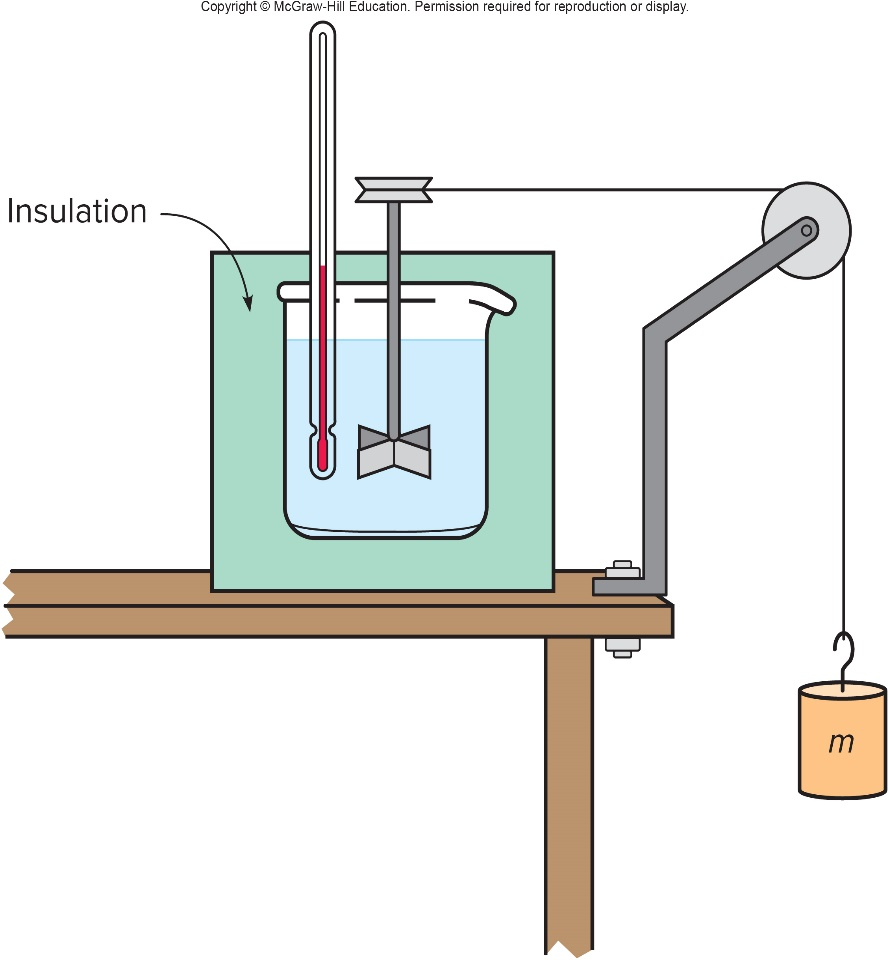 Copyright © McGraw-Hill Education. Permission required for reproduction or display.
Insulation
m